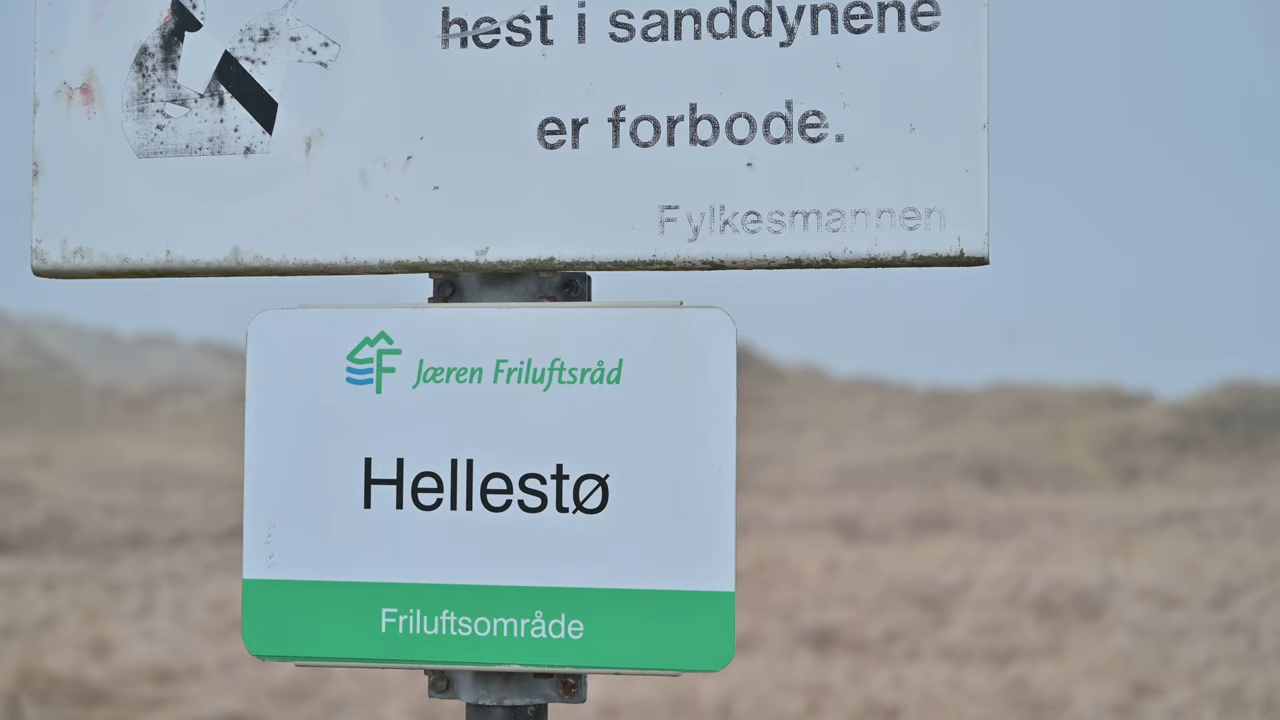 hest i sanddynene
er forbode.
Fylkesmannen
Jæren Friluftsråd
Hellestø
Friluftsområde